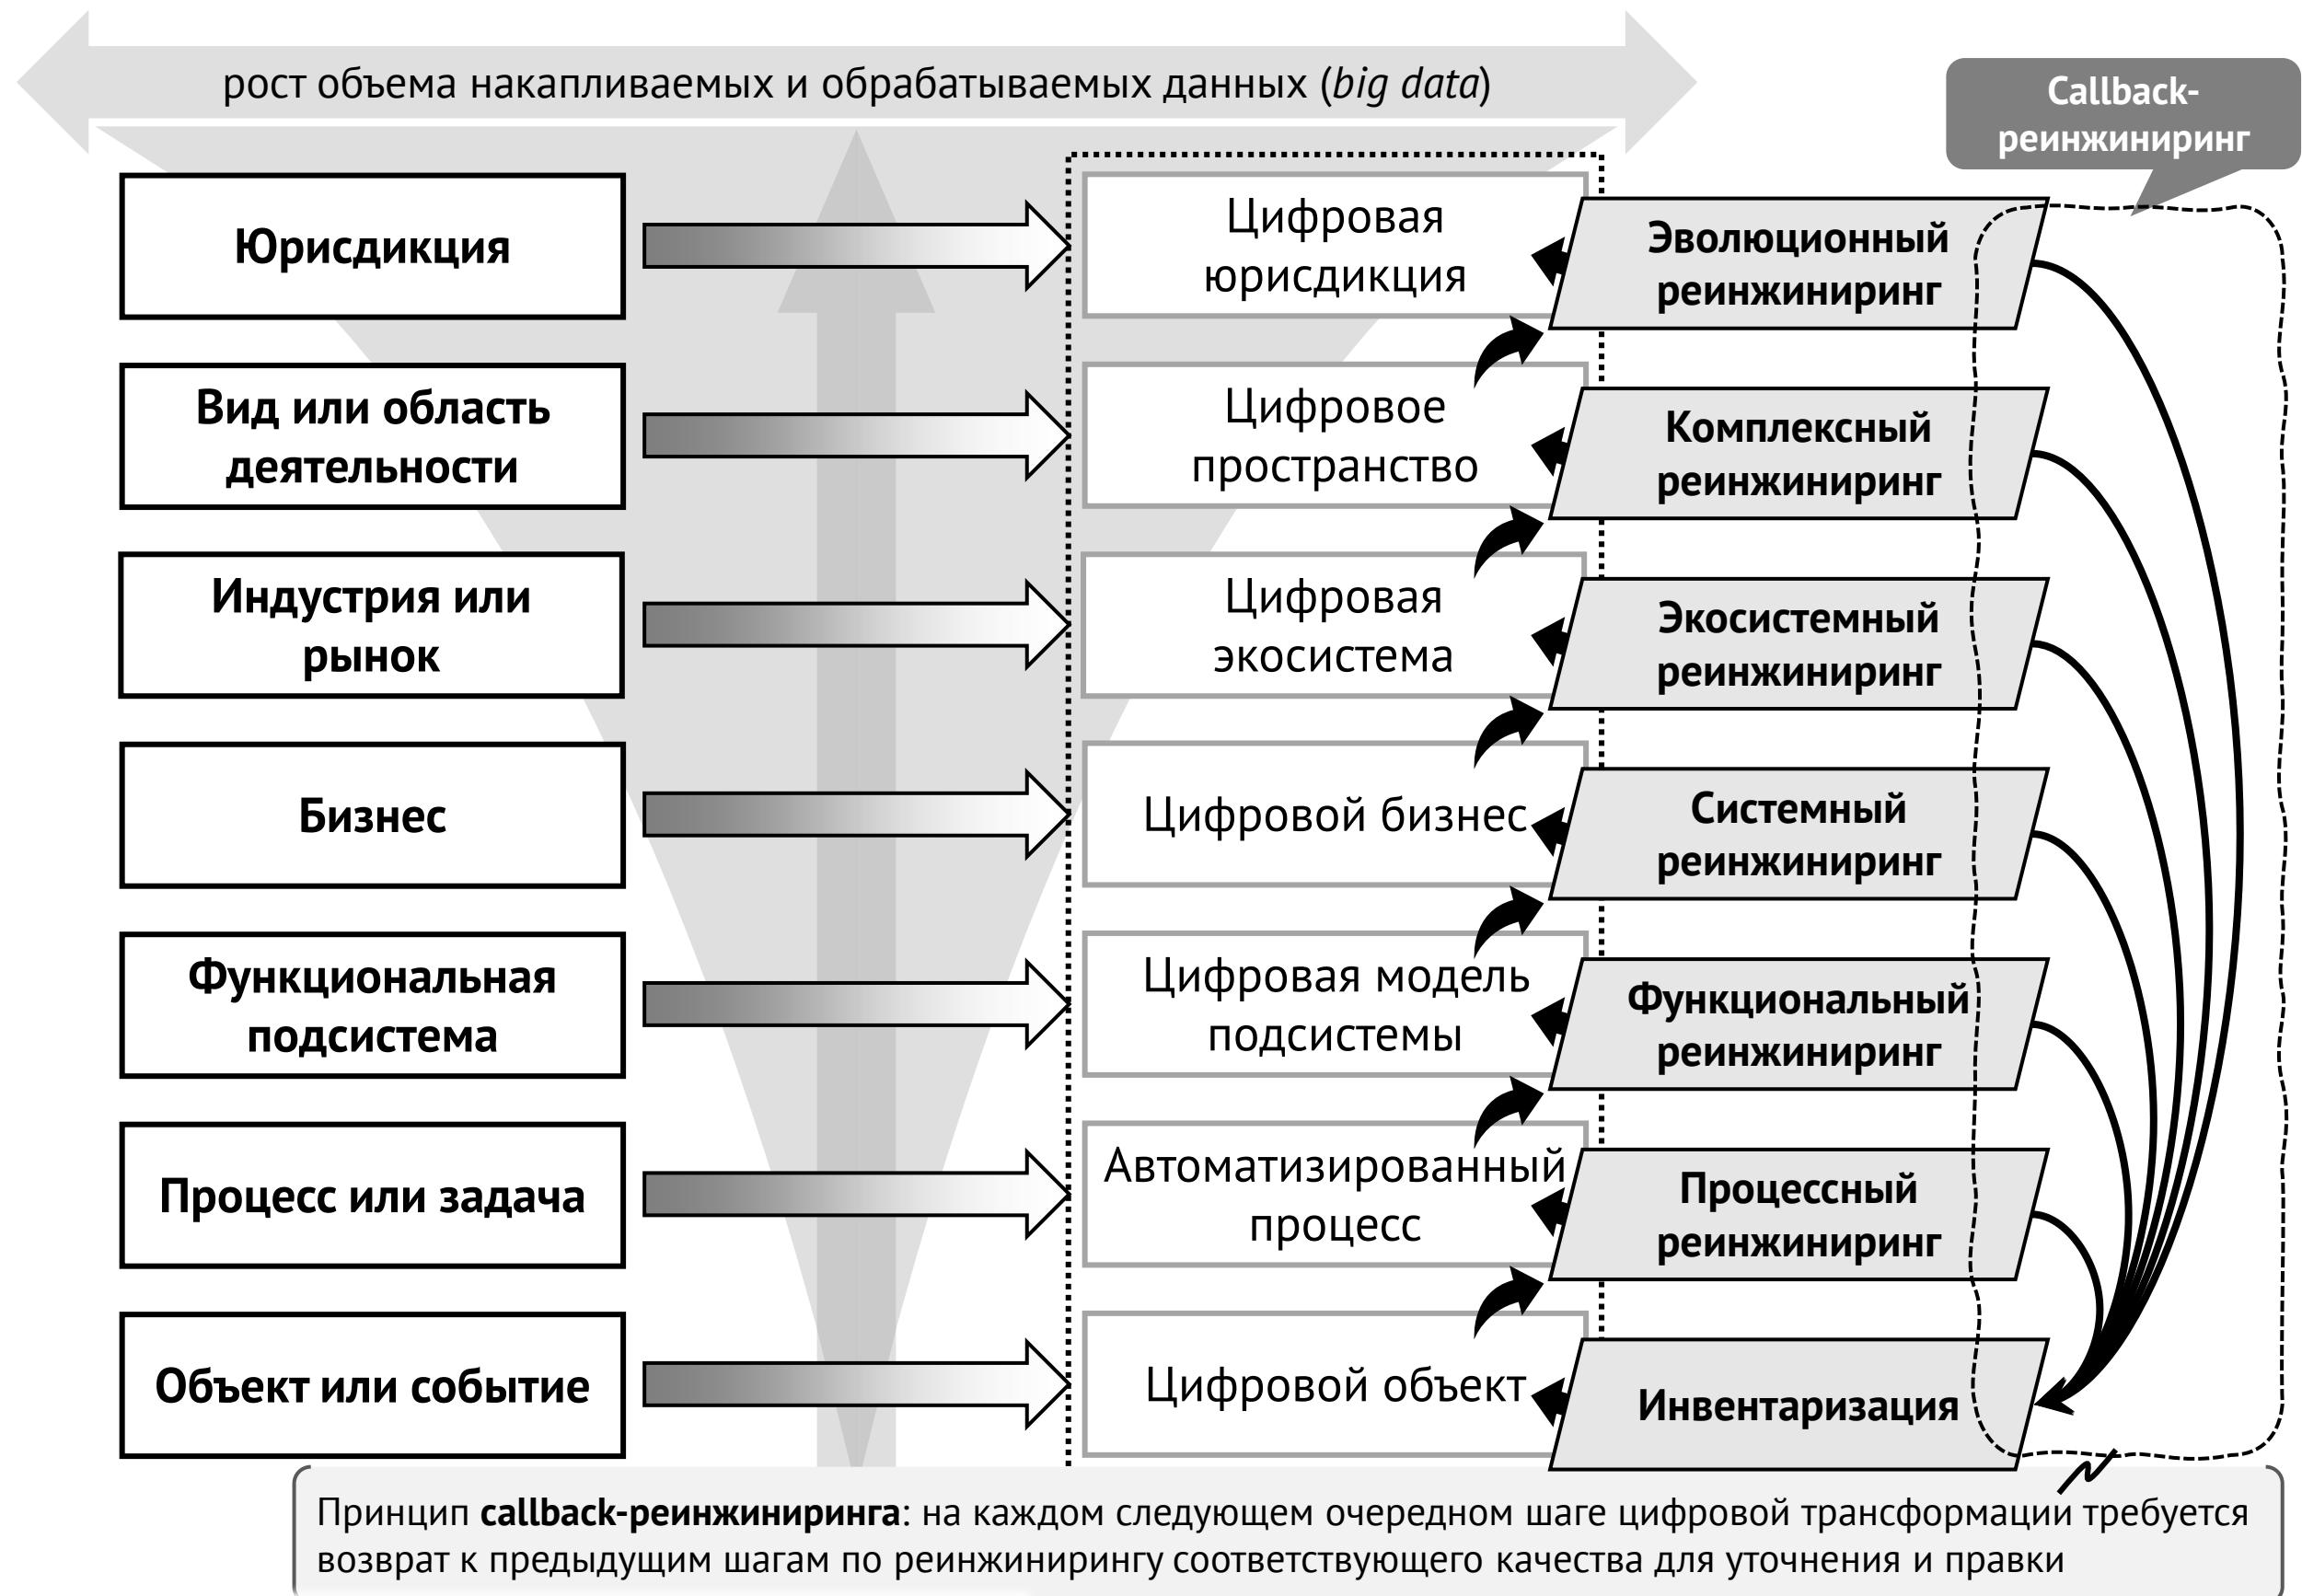 рост объема накапливаемых и обрабатываемых данных (big data)
Callback-
реинжиниринг
Юрисдикция
Цифровая
юрисдикция
Эволюционный
реинжиниринг
Вид или область
деятельности
Цифровое
пространство
Комплексный
реинжиниринг
Индустрия или
рынок
Цифровая
экосистема
Экосистемный
реинжиниринг
Бизнес
Цифровой бизнес
Системный
реинжиниринг
Функциональная
подсистема
Цифровая модель
подсистемы
Функциональный
реинжиниринг
Процесс или задача
Автоматизированный
процесс
Процессный
реинжиниринг
Объект или событие
Цифровой объект
Инвентаризация
Принцип callback-реинжиниринга: на каждом следующем очередном шаге цифровой трансформации требуется
возврат к предыдущим шагам по реинжинирингу соответствующего качества для уточнения и правки